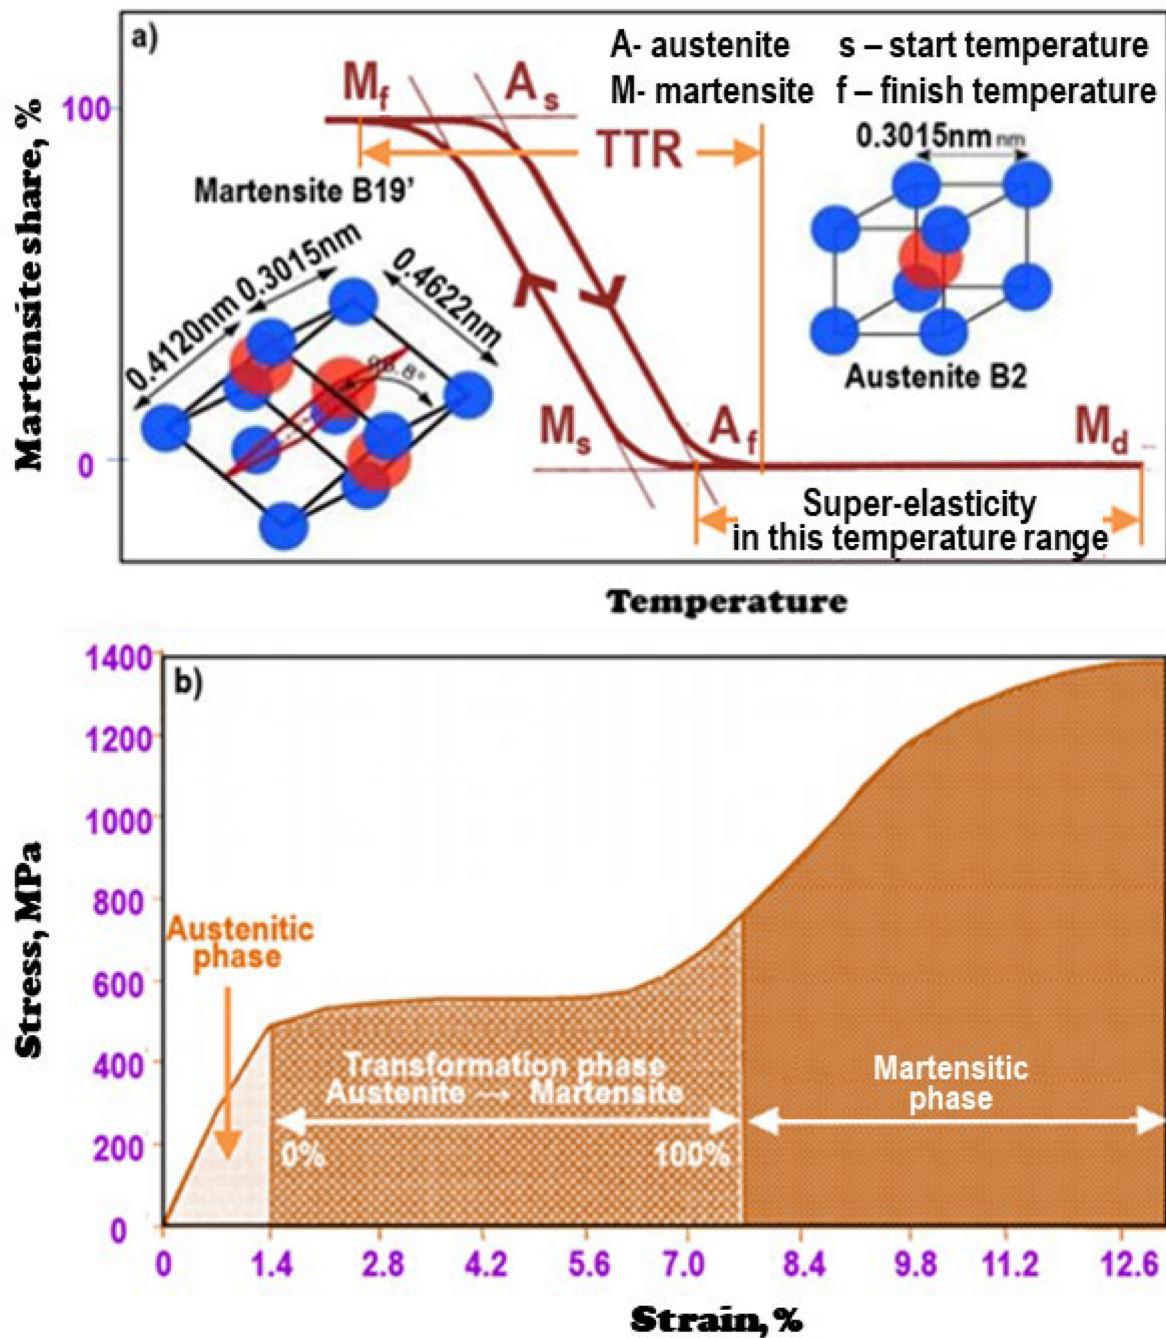 a)
A- austenite s – start temperature
M- martensite f – finish temperature
Mf As
100
TTR
0.3015nm nm
Martensite B19’
0.4120nm 0.3015nm 0.4622nm
96.8°
Austenite B2
Martensite share, %
Ms Af Md
0
Super-elasticity
in this temperature range
Temperature
b)
1400
1200
1000
800
600
400
200
0
Stress, MPa
Austenitic
phase
Transformation phase
Austenite → Martensite
0% 100%
Martensitic
phase
0 1.4 2.8 4.2 5.6 7.0 8.4 9.8 11.2 12.6
Strain, %